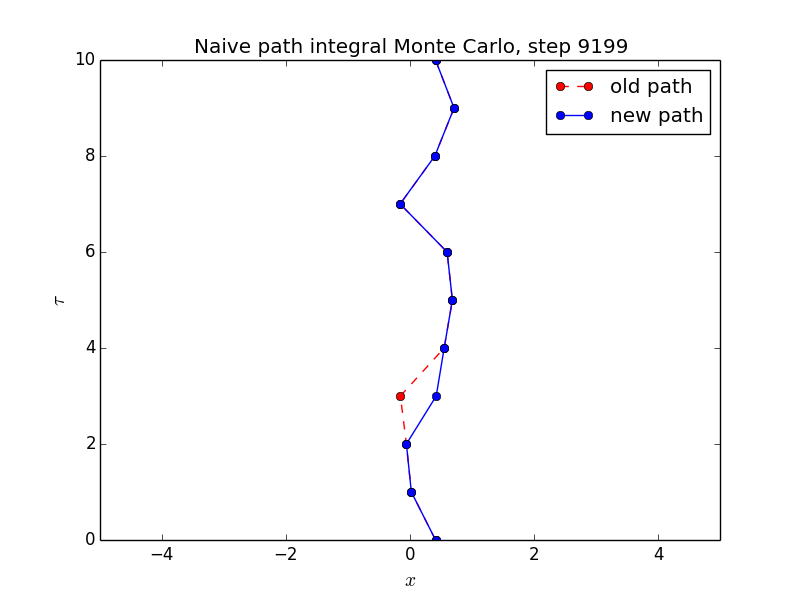 Naive path integral Monte Carlo, step 9199
10
old path
new path
8
6
τ
4
2
0
−4 −2 0 2 4
x